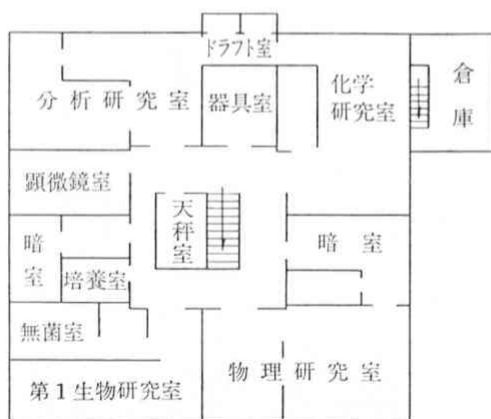 ドラフト室
分析研究室
器具室
化学
研究室
倉庫
顕微鏡室
天秤室
暗室
暗室
培養室
無菌室
第1生物研究室
物理研究室